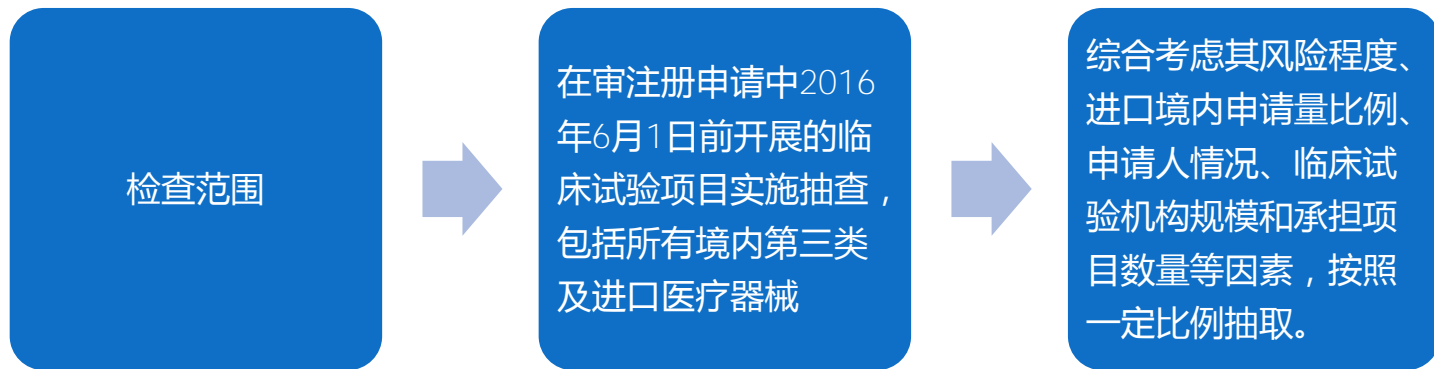 检查范围
在审注册申请中2016
年6月1日前开展的临
床试验项目实施抽查，
包括所有境内第三类
及进口医疗器械
综合考虑其风险程度、
进口境内申请量比例、
申请人情况、临床试
验机构规模和承担项
目数量等因素，按照
一定比例抽取。